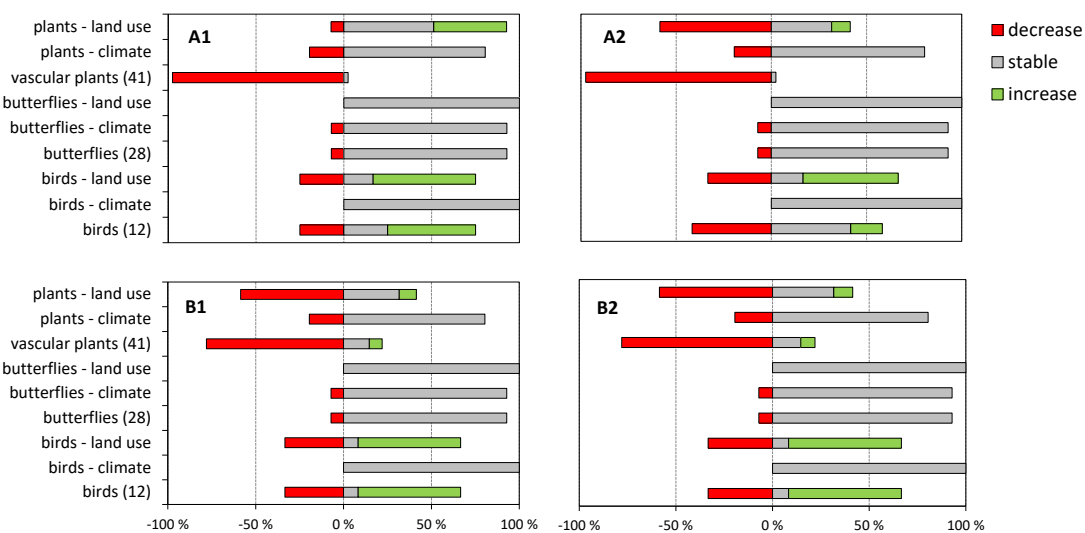 A1
plants - land use
plants - climate
vascular plants (41)
butterflies - land use
butterflies - climate
butterflies (28)
birds - land use
birds - climate
birds (12)
A2
decrease
stable
increase
B1
plants - land use
plants - climate
vascular plants (41)
butterflies - land use
butterflies - climate
butterflies (28)
birds - land use
birds - climate
birds (12)
-100 % -50 % 0 % 50 % 100 %
B2
-100 % -50 % 0 % 50 % 100 %